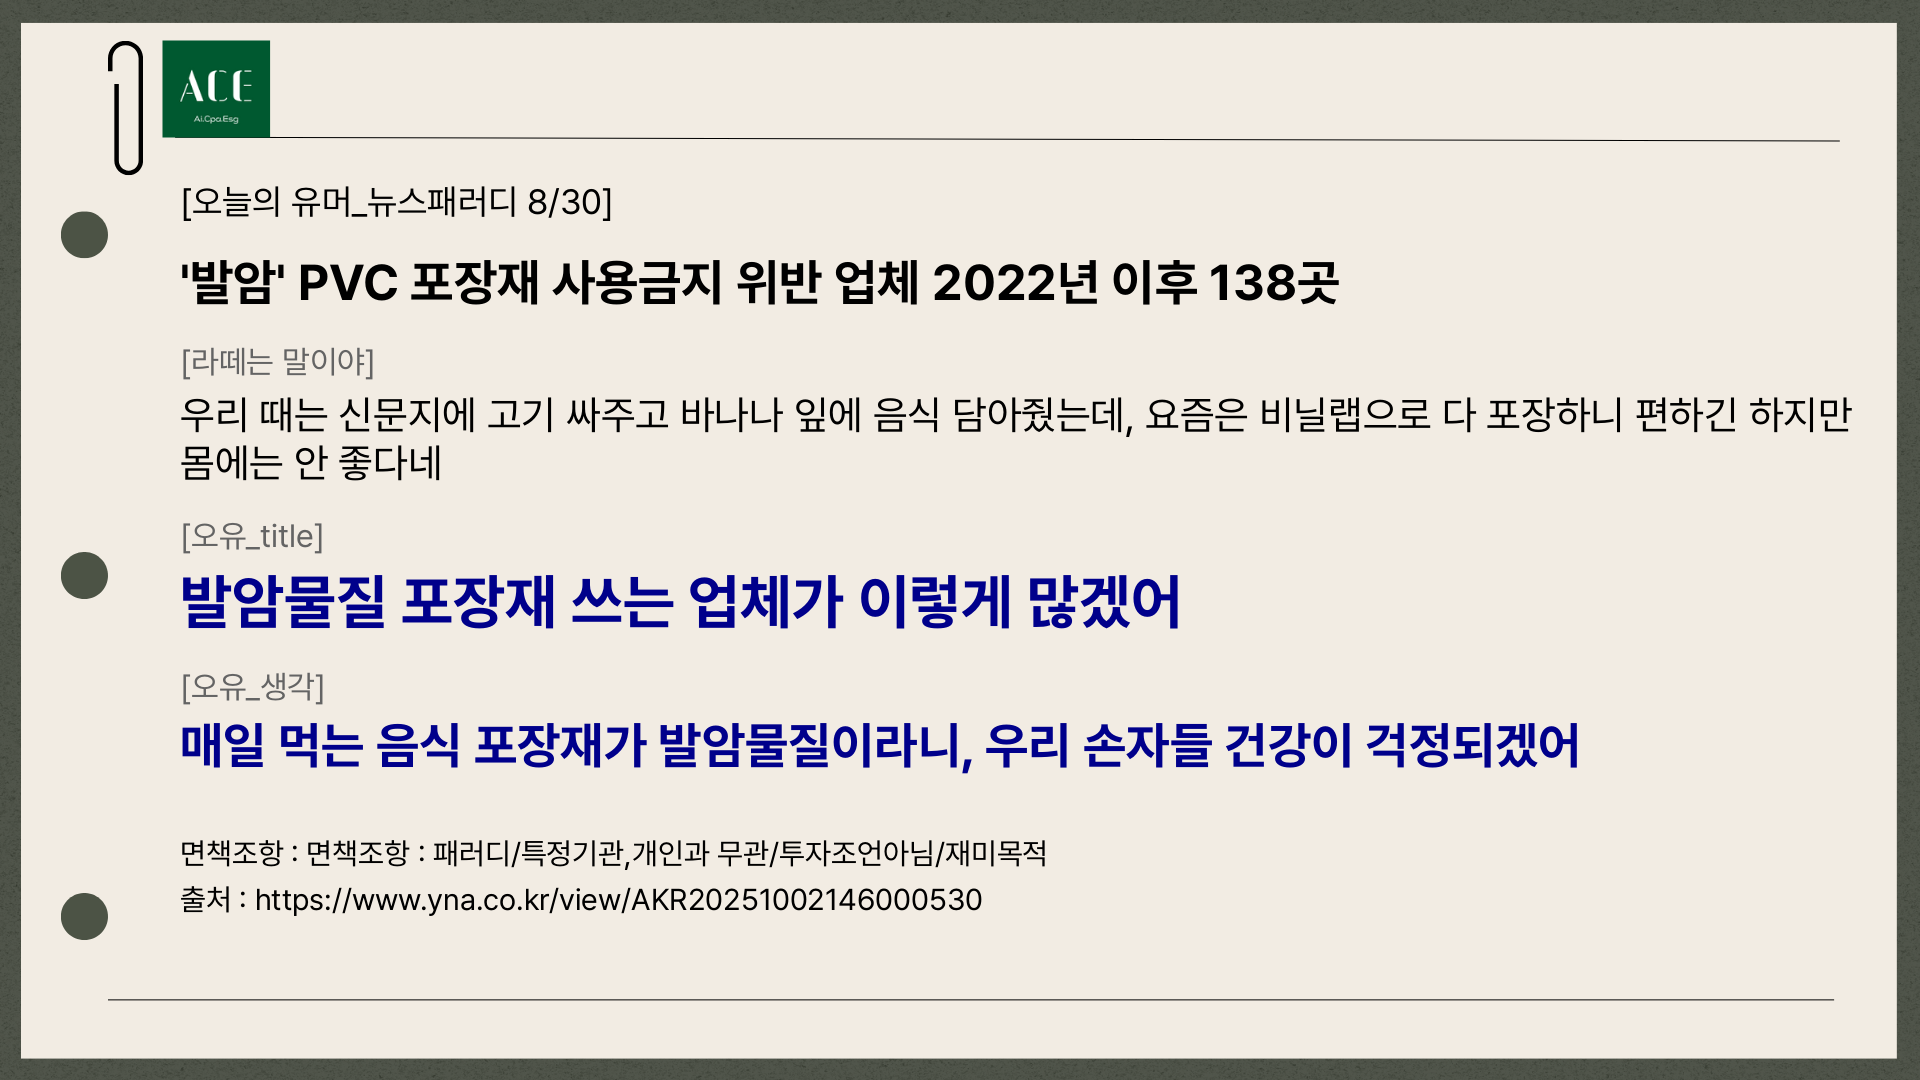 ACE
Ai.Cpa.Esg
[오늘의 유머_뉴스패러디 8/30]
'발암' PVC 포장재 사용금지 위반 업체 2022년 이후 138곳
[라떼는 말이야]
우리 때는 신문지에 고기 싸주고 바나나 잎에 음식 담아줬는데, 요즘은 비닐랩으로 다 포장하니 편하긴 하지만
몸에는 안 좋다네
[오유_title]
발암물질 포장재 쓰는 업체가 이렇게 많겠어
[오유_생각]
매일 먹는 음식 포장재가 발암물질이라니, 우리 손자들 건강이 걱정되겠어
면책조항 : 면책조항 : 패러디/특정기관,개인과 무관/투자조언아님/재미목적
출처 : https://www.yna.co.kr/view/AKR20251002146000530